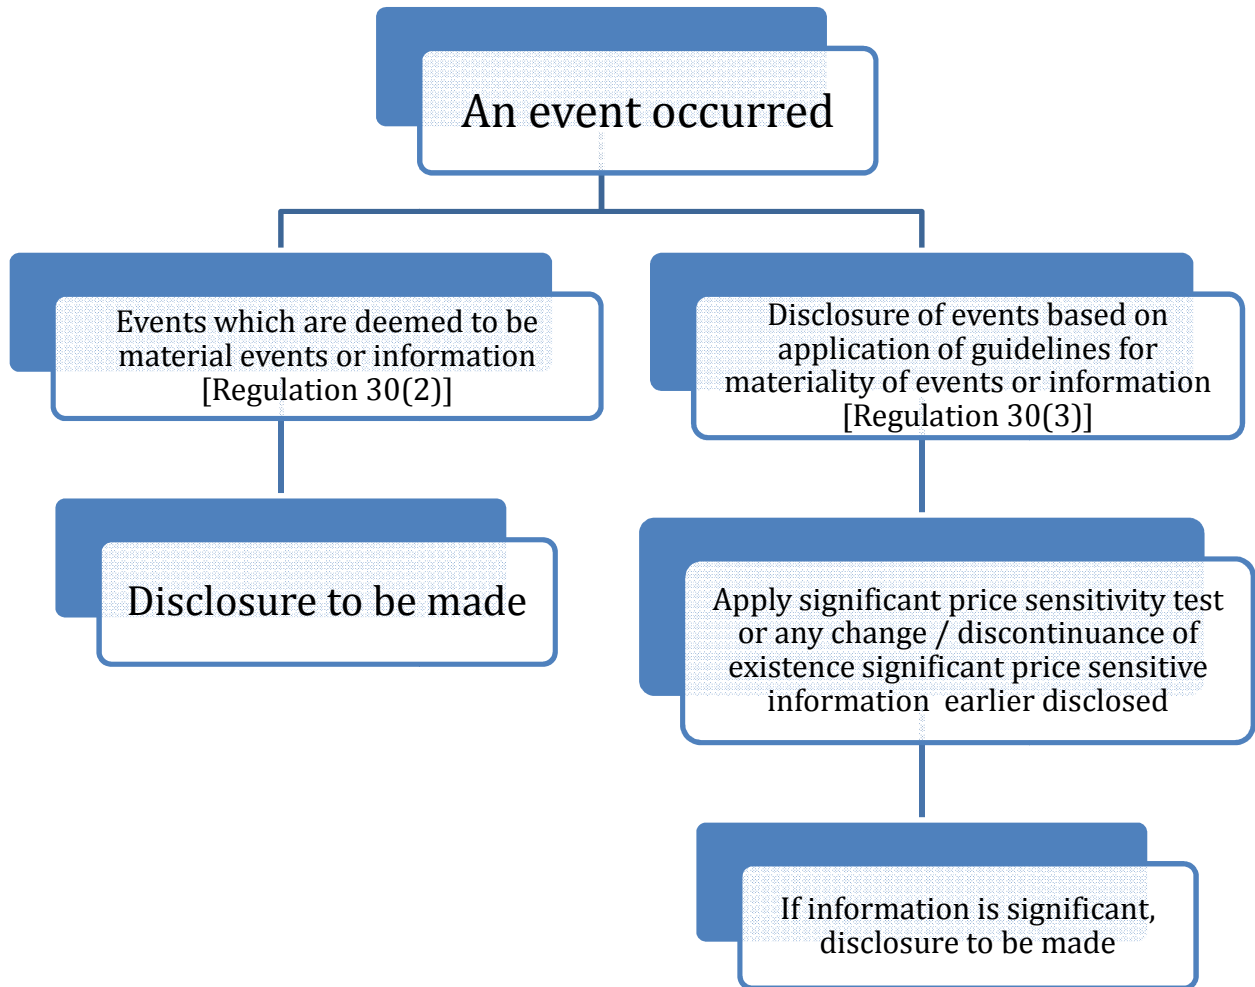 An event occurred
Events which are deemed to be
material events or information
[Regulation 30(2)]
Disclosure to be made
Disclosure of events based on
application of guidelines for
materiality of events or information
[Regulation 30(3)]
Apply significant price sensitivity test
or any change / discontinuance of
existence significant price sensitive
information earlier disclosed
If information is significant,
disclosure to be made